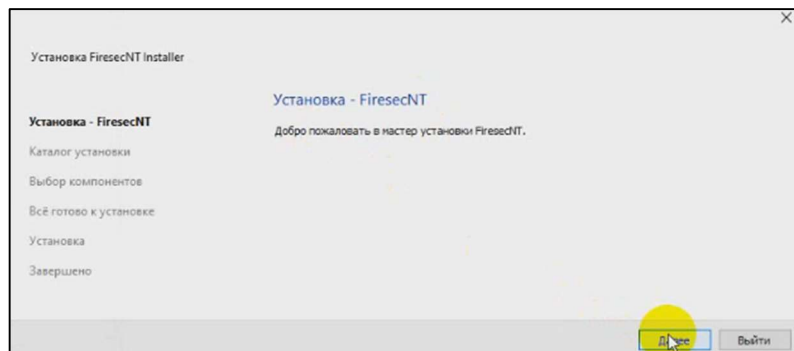 Установка FiresecNT Installer
Установка - FiresecNT
Каталог установки
Выбор компонентов
Всё готово к установке
Установка
Завершено
Установка - FiresecNT
Добро пожаловать в мастер установки FiresecNT.
Далее
Выйти